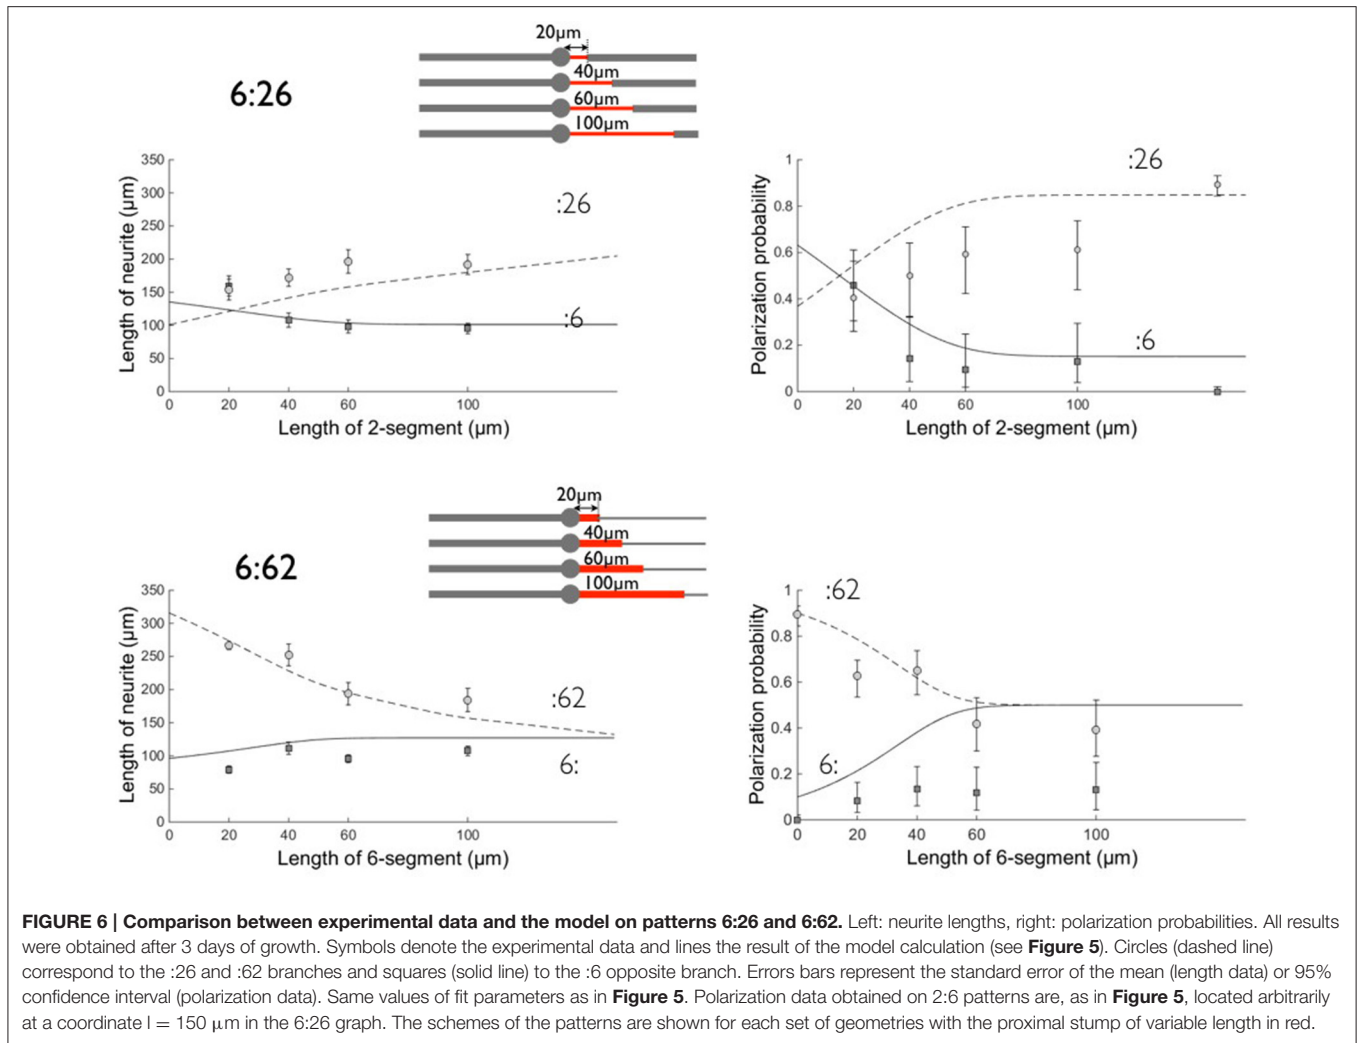 20µm
40µm
60µm
100µm
6:26
350
300
250
200
150
100
50
0
Length of neurite (µm)
:26
:6
0 20 40 60 100
Length of 2-segment (µm)
1
0.8
0.6
0.4
0.2
0
Polarization probability
:26
:6
0 20 40 60 100
Length of 2-segment (µm)
20µm
40µm
60µm
100µm
6:62
350
300
250
200
150
100
50
0
Length of neurite (µm)
:62
6:
0 20 40 60 100
Length of 6-segment (µm)
1
0.8
0.6
0.4
0.2
0
Polarization probability
:62
6:
0 20 40 60 100
Length of 6-segment (µm)
FIGURE 6 | Comparison between experimental data and the model on patterns 6:26 and 6:62. Left: neurite lengths, right: polarization probabilities. All results
were obtained after 3 days of growth. Symbols denote the experimental data and lines the result of the model calculation (see Figure 5). Circles (dashed line)
correspond to the :26 and :62 branches and squares (solid line) to the :6 opposite branch. Errors bars represent the standard error of the mean (length data) or 95%
confidence interval (polarization data). Same values of fit parameters as in Figure 5. Polarization data obtained on 2:6 patterns are, as in Figure 5, located arbitrarily
at a coordinate l = 150 µm in the 6:26 graph. The schemes of the patterns are shown for each set of geometries with the proximal stump of variable length in red.